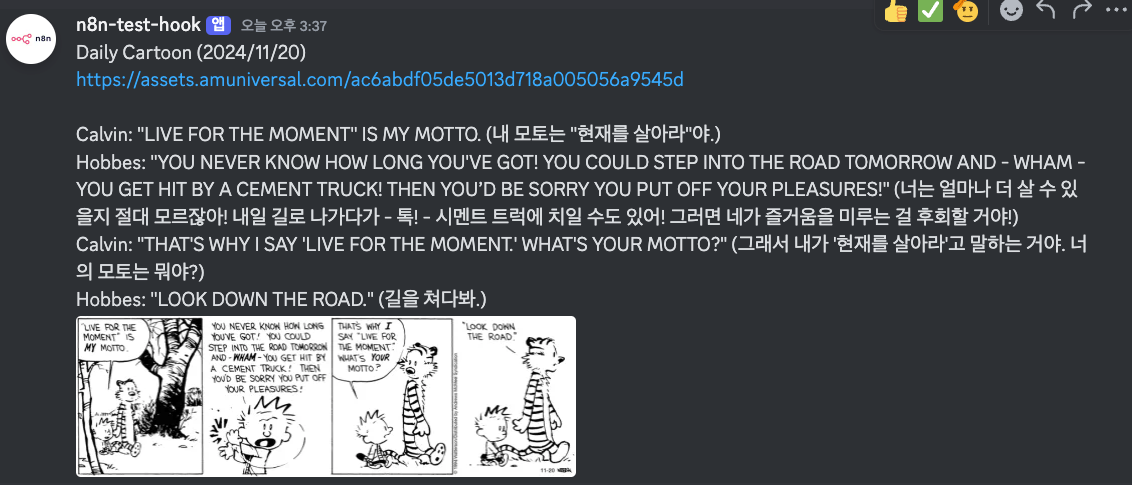 n8n
n8n-test-hook 앱 오늘 오후 3:37
Daily Cartoon (2024/11/20)
https://assets.amuniversal.com/ac6abdf05de5013d718a005056a9545d
Calvin: "LIVE FOR THE MOMENT" IS MY MOTTO. (내 모토는 "현재를 살아라"야.)
Hobbes: "YOU NEVER KNOW HOW LONG YOU'VE GOT! YOU COULD STEP INTO THE ROAD TOMORROW AND - WHAM -
YOU GET HIT BY A CEMENT TRUCK! THEN YOU’D BE SORRY YOU PUT OFF YOUR PLEASURES!" (너는 얼마나 더 살 수 있
을지 절대 모르잖아! 내일 길로 나가다가 - 톡! - 시멘트 트럭에 치일 수도 있어! 그러면 네가 즐거움을 미루는 걸 후회할 거야!)
Calvin: "THAT'S WHY I SAY 'LIVE FOR THE MOMENT.' WHAT'S YOUR MOTTO?" (그래서 내가 '현재를 살아라'고 말하는 거야. 너
의 모토는 뭐야?)
Hobbes: "LOOK DOWN THE ROAD." (길을 쳐다봐.)
"LIVE FOR THE
MOMENT" IS
MY MOTTO.
YOU NEVER KNOW HOW LONG
YOU'VE GOT! YOU COULD
STEP INTO THE ROAD TOMORROW
AND - WHAM - YOU GET HIT BY
A CEMENT TRUCK! THEN
YOU'D BE SORRY YOU PUT OFF
YOUR PLEASURES!
THAT'S WHY I
SAY "LIVE FOR
THE MOMENT."
WHAT'S YOUR
MOTTO?
"LOOK DOWN
THE ROAD."
11-20